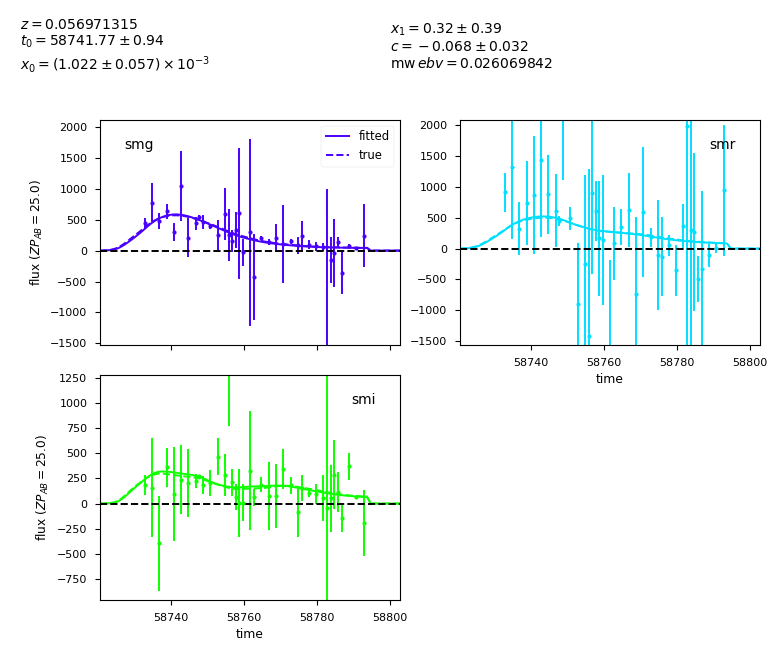 z = 0.056971315
t₀ = 58741.77 ± 0.94
x₀ = (1.022 ± 0.057) × 10⁻³
x₁ = 0.32 ± 0.39
c = −0.068 ± 0.032
mw ebv = 0.026069842
smg
fitted
true
flux (ZP_AB = 25.0)
2000
1500
1000
500
0
−500
−1000
−1500
smr
2000
1500
1000
500
0
−500
−1000
−1500
58740
58760
58780
58800
time
smi
flux (ZP_AB = 25.0)
1250
1000
750
500
250
0
−250
−500
−750
58740
58760
58780
58800
time